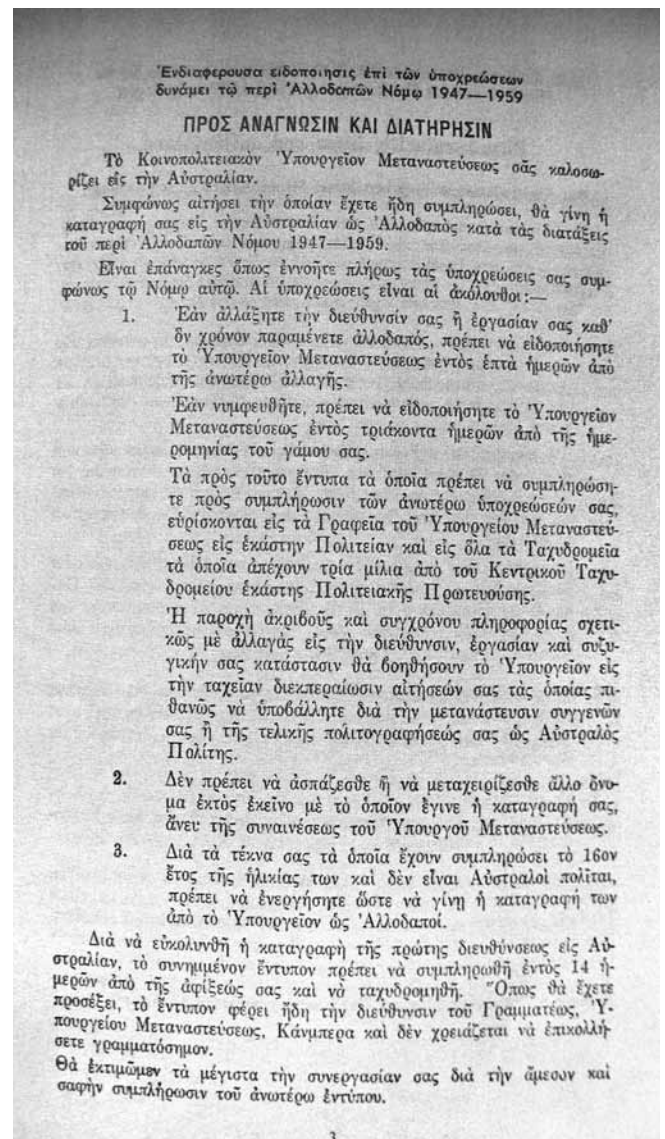 Ἐνδιαφερουσα ειδοποιησις ἐπὶ τῶν ὑποχρεώσεων
δυνάμει τῷ περὶ Ἀλλοδαπῶν Νόμῳ 1947—1959
ΠΡΟΣ ΑΝΑΓΝΩΣΙΝ ΚΑΙ ΔΙΑΤΗΡΗΣΙΝ
Τὸ Κοινοπολιτειακὸν Ὑπουργεῖον Μεταναστεύσεως σᾶς καλοσω-
ρίζει εἰς τὴν Αὐστραλίαν.
Συμφώνως αἰτήσει τὴν ὁποίαν ἔχετε ἤδη συμπληρώσει, θὰ γίνῃ ἡ
καταγραφή σας εἰς τὴν Αὐστραλίαν ὡς Ἀλλοδαπὸς κατὰ τὰς διατάξεις
τοῦ περὶ Ἀλλοδαπῶν Νόμου 1947—1959.
Εἶναι ἐπάναγκες ὅπως ἐννοῆτε πλήρως τὰς ὑποχρεώσεις σας συμ-
φώνως τῷ Νόμῳ αὐτῷ. Αἱ ὑποχρεώσεις εἶναι αἱ ἀκόλουθοι:—
1. Ἐὰν ἀλλάξητε τὴν διεύθυνσίν σας ἢ ἐργασίαν σας καθ'
ὃν χρόνον παραμένετε ἀλλοδαπός, πρέπει νὰ εἰδοποιήσητε
τὸ Ὑπουργεῖον Μεταναστεύσεως ἐντὸς ἑπτὰ ἡμερῶν ἀπὸ
τῆς ἀνωτέρω ἀλλαγῆς.
Ἐὰν νυμφευθῆτε, πρέπει νὰ εἰδοποιήσητε τὸ Ὑπουργεῖον
Μεταναστεύσεως ἐντὸς τριάκοντα ἡμερῶν ἀπὸ τῆς ἡμε-
ρομηνίας τοῦ γάμου σας.
Τὰ πρὸς τοῦτο ἔντυπα τὰ ὁποῖα πρέπει νὰ συμπληρώση-
τε πρὸς συμπλήρωσιν τῶν ἀνωτέρω ὑποχρεώσεών σας,
εὑρίσκονται εἰς τὰ Γραφεῖα τοῦ Ὑπουργείου Μεταναστεύ-
σεως εἰς ἑκάστην Πολιτείαν καὶ εἰς ὅλα τὰ Ταχυδρομεῖα
τὰ ὁποῖα ἀπέχουν τρία μίλια ἀπὸ τοῦ Κεντρικοῦ Ταχυ-
δρομείου ἑκάστης Πολιτειακῆς Πρωτευούσης.
Ἡ παροχὴ ἀκριβοῦς καὶ συγχρόνου πληροφορίας σχετι-
κῶς μὲ ἀλλαγὰς εἰς τὴν διεύθυνσιν, ἐργασίαν καὶ συζυ-
γικήν σας κατάστασιν θὰ βοηθήσουν τὸ Ὑπουργεῖον εἰς
τὴν ταχεῖαν διεκπεραίωσιν αἰτήσεών σας τὰς ὁποίας πι-
θανῶς νὰ ὑποβάλλητε διὰ τὴν μετανάστευσιν συγγενῶν
σας ἢ τῆς τελικῆς πολιτογραφήσεώς σας ὡς Αὐστραλὸς
Πολίτης.
2. Δὲν πρέπει νὰ ἀσπάζεσθε ἢ νὰ μεταχειρίζεσθε ἄλλο ὄνο-
μα ἐκτὸς ἐκεῖνο μὲ τὸ ὁποῖον ἔγινε ἡ καταγραφή σας,
ἄνευ τῆς συναινέσεως τοῦ Ὑπουργοῦ Μεταναστεύσεως.
3. Διὰ τὰ τέκνα σας τὰ ὁποῖα ἔχουν συμπληρώσει τὸ 16ον
ἔτος τῆς ἡλικίας των καὶ δὲν εἶναι Αὐστραλοὶ πολῖται,
πρέπει νὰ ἐνεργήσητε ὥστε νὰ γίνῃ ἡ καταγραφή των
ἀπὸ τὸ Ὑπουργεῖον ὡς Ἀλλοδαποί.
Διὰ νὰ εὐκολυνθῆ ἡ καταγραφὴ τῆς πρώτης διευθύνσεως εἰς Αὐ-
στραλίαν, τὸ συνημμένον ἔντυπον πρέπει νὰ συμπληρωθῆ ἐντὸς 14 ἡ-
μερῶν ἀπὸ τῆς ἀφίξεώς σας καὶ νὰ ταχυδρομηθῆ. Ὅπως θὰ ἔχετε
προσέξει, τὸ ἔντυπον φέρει ἤδη τὴν διεύθυνσιν τοῦ Γραμματέως, Ὑ-
πουργείου Μεταναστεύσεως, Κάνμπερα καὶ δὲν χρειάζεται νὰ ἐπικολλή-
σετε γραμματόσημον.
Θὰ ἐκτιμῶμεν τὰ μέγιστα τὴν συνεργασίαν σας διὰ τὴν ἄμεσον καὶ
σαφὴν συμπλήρωσιν τοῦ ἀνωτέρω ἐντύπου.
3